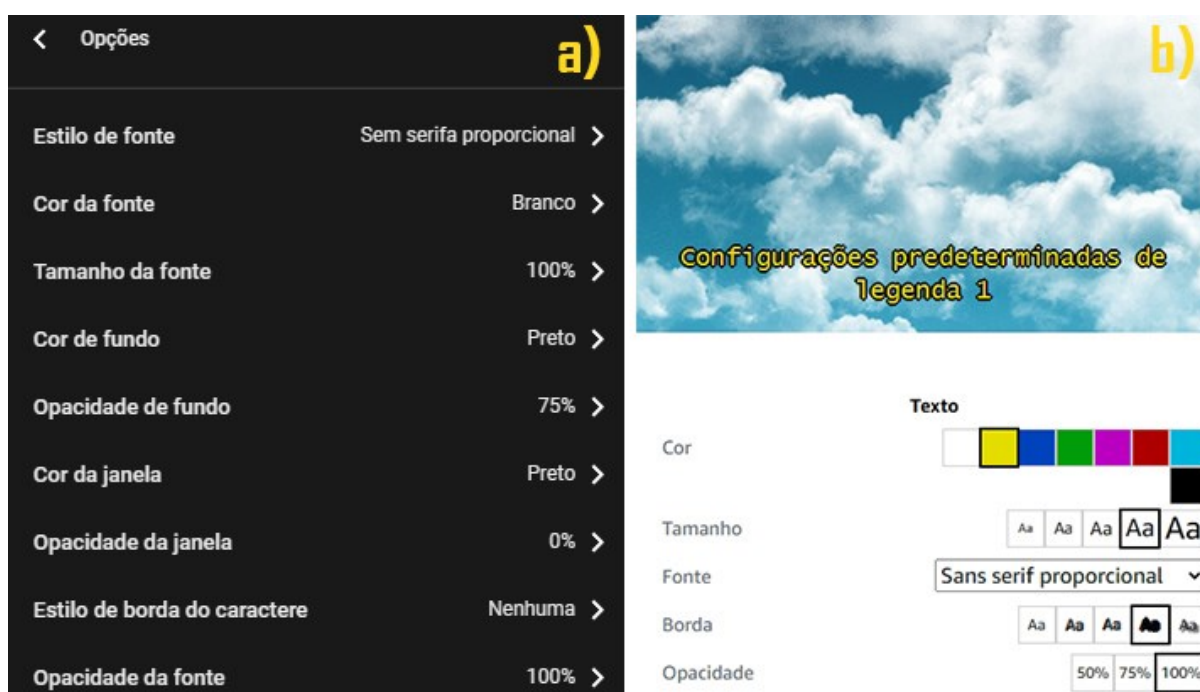 Opções
a)
Estilo de fonte Sem serifa proporcional
Cor da fonte Branco
Tamanho da fonte 100%
Cor de fundo Preto
Opacidade de fundo 75%
Cor da janela Preto
Opacidade da janela 0%
Estilo de borda do caractere Nenhuma
Opacidade da fonte 100%
b)
Configurações predeterminadas de
legenda 1
Texto
Cor
Tamanho Aa Aa Aa Aa Aa
Fonte Sans serif proporcional
Borda Aa Aa Aa Aa Aa
Opacidade 50% 75% 100%